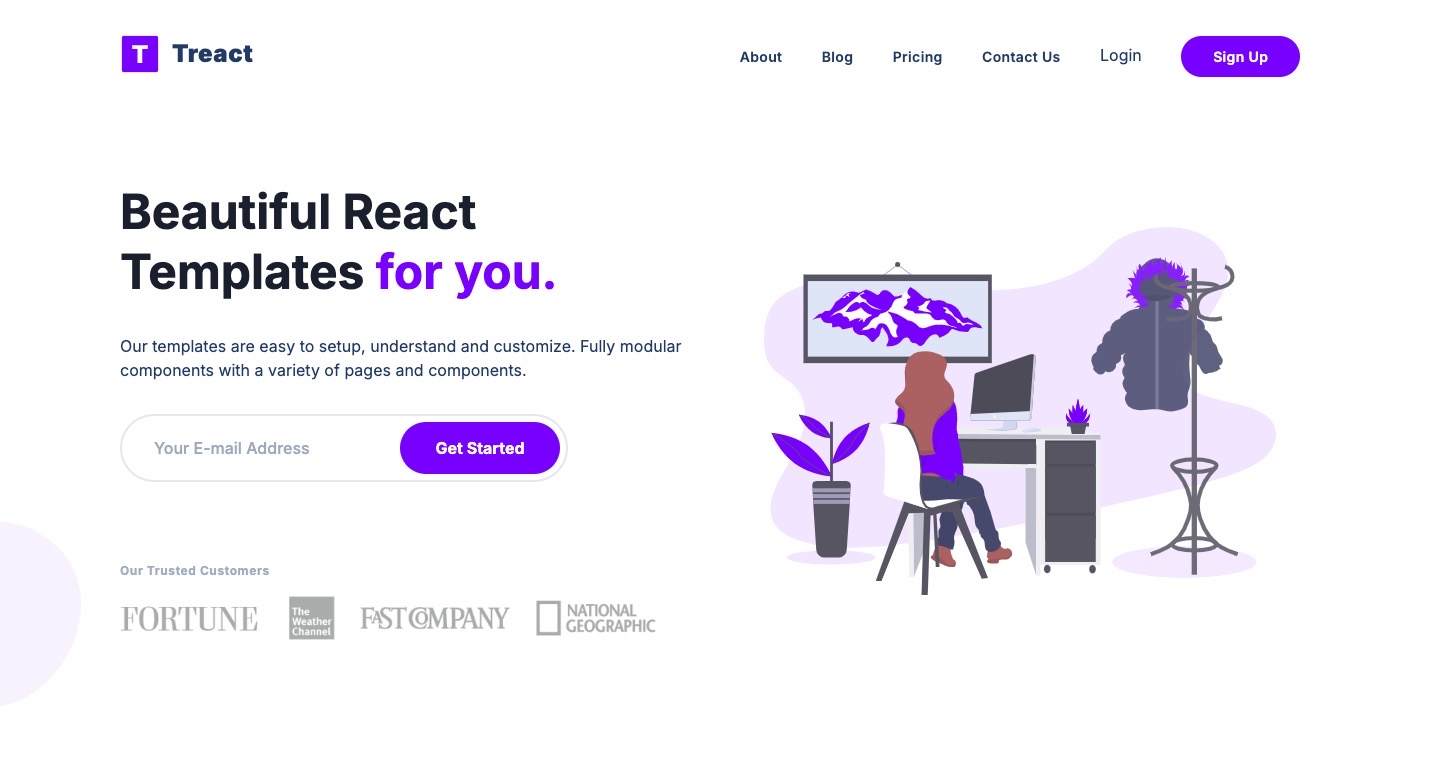 T Treact
About Blog Pricing Contact Us Login Sign Up
Beautiful React
Templates for you.
Our templates are easy to setup, understand and customize. Fully modular
components with a variety of pages and components.
Your E-mail Address
Get Started
Our Trusted Customers
FORTUNE
The
Weather
Channel
FAST COMPANY
NATIONAL
GEOGRAPHIC